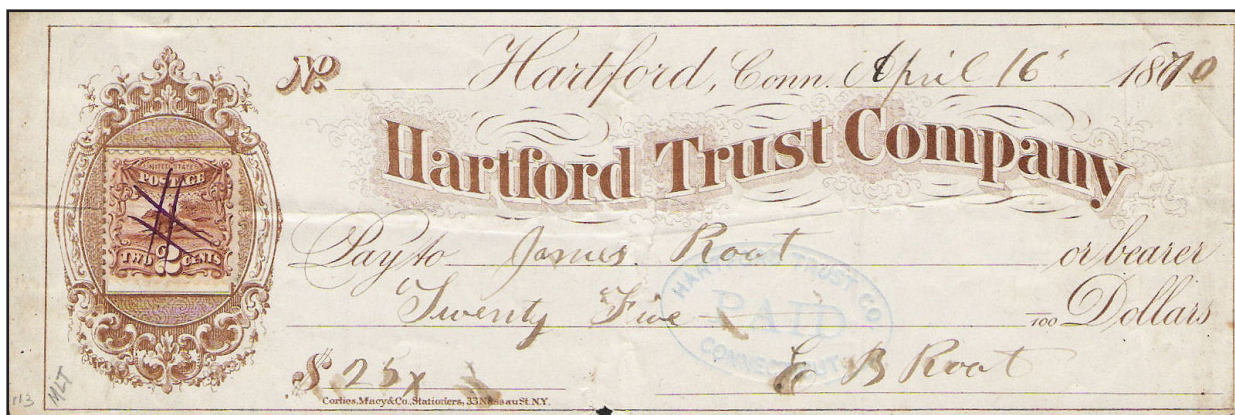 No Hartford, Conn. April 16 1870
Hartford Trust Company
UNITED STATES
POSTAGE
TWO 2 CENTS
Pay to James Root or bearer
Twenty Five /100 Dollars
HARTFORD TRUST CO.
PAID
CONNECTICUT
$ 25x
E B Root
Corlies, Macy & Co., Stationers, 33 Nassau St. N.Y.
113 MLT